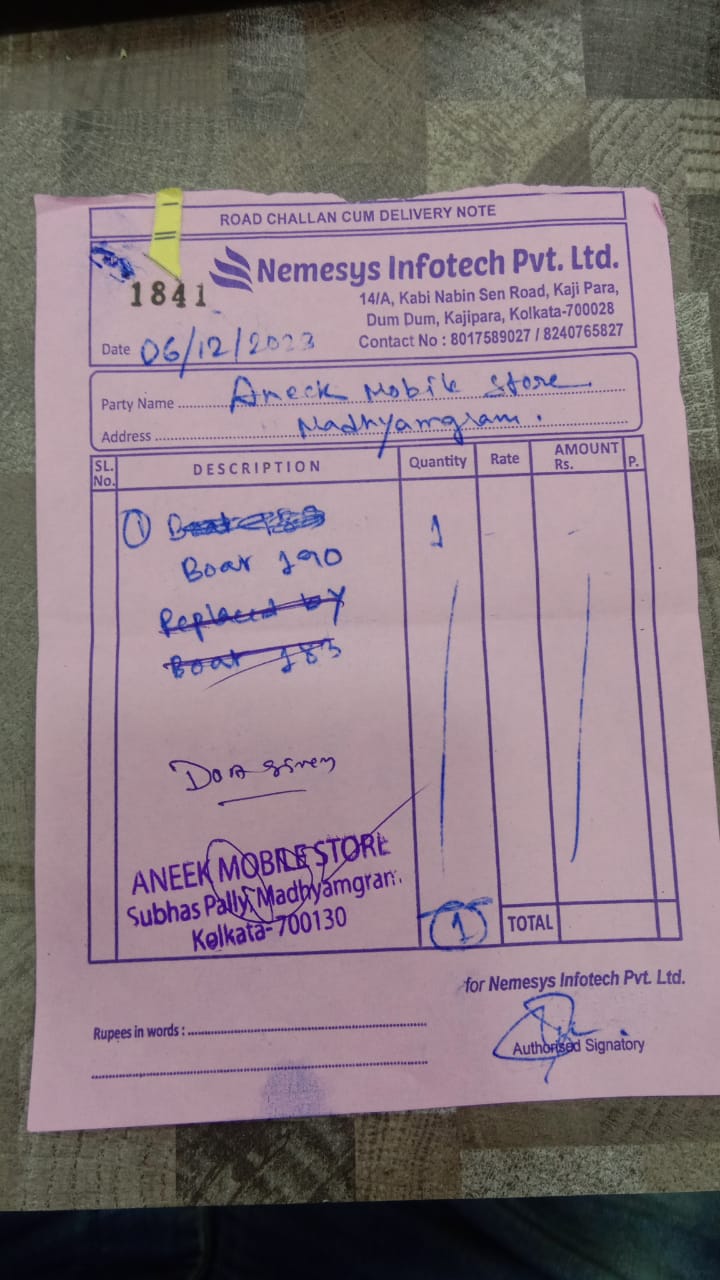 ROAD CHALLAN CUM DELIVERY NOTE
Nemesys Infotech Pvt. Ltd.
1841
14/A, Kabi Nabin Sen Road, Kaji Para,
Dum Dum, Kajipara, Kolkata-700028
Contact No : 8017589027 / 8240765827
Date 06/12/2023
Party Name Aneek Mobile Store
Address Madhyamgram.
SL. No. DESCRIPTION Quantity Rate AMOUNT Rs. P.
① Boat 1 - -
Boat 190
Replaced by
Boat 183
DOA given
ANEEK MOBILE STORE
Subhas Pally, Madhyamgram
Kolkata-700130
1 TOTAL
for Nemesys Infotech Pvt. Ltd.
Rupees in words :
Authorised Signatory